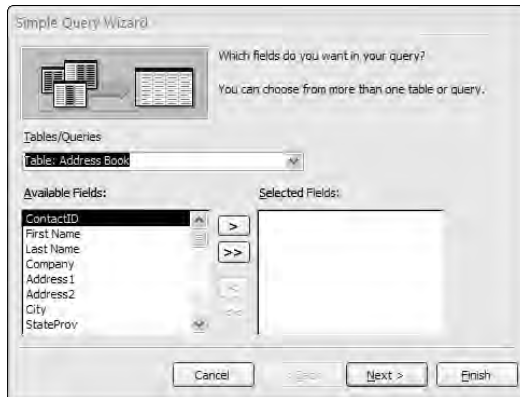 Simple Query Wizard
Which fields do you want in your query?
You can choose from more than one table or query.
Tables/Queries
Table: Address Book
Available Fields:
Selected Fields:
ContactID
First Name
Last Name
Company
Address1
Address2
City
StateProv
>
>>
<
<<
Cancel
< Back
Next >
Finish